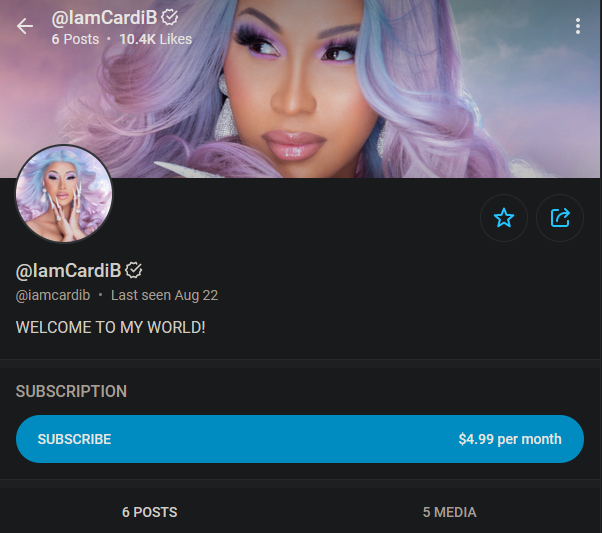 @IamCardiB
6 Posts • 10.4K Likes
@IamCardiB
@iamcardib • Last seen Aug 22
WELCOME TO MY WORLD!
SUBSCRIPTION
SUBSCRIBE $4.99 per month
6 POSTS 5 MEDIA